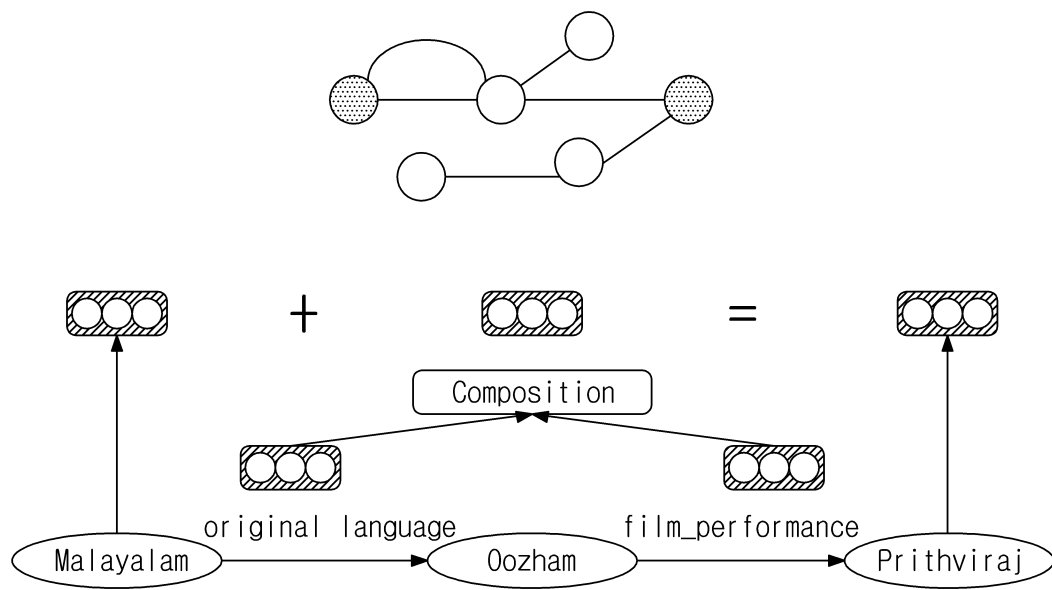 + =
Composition
original language film_performance
Malayalam Oozham Prithviraj